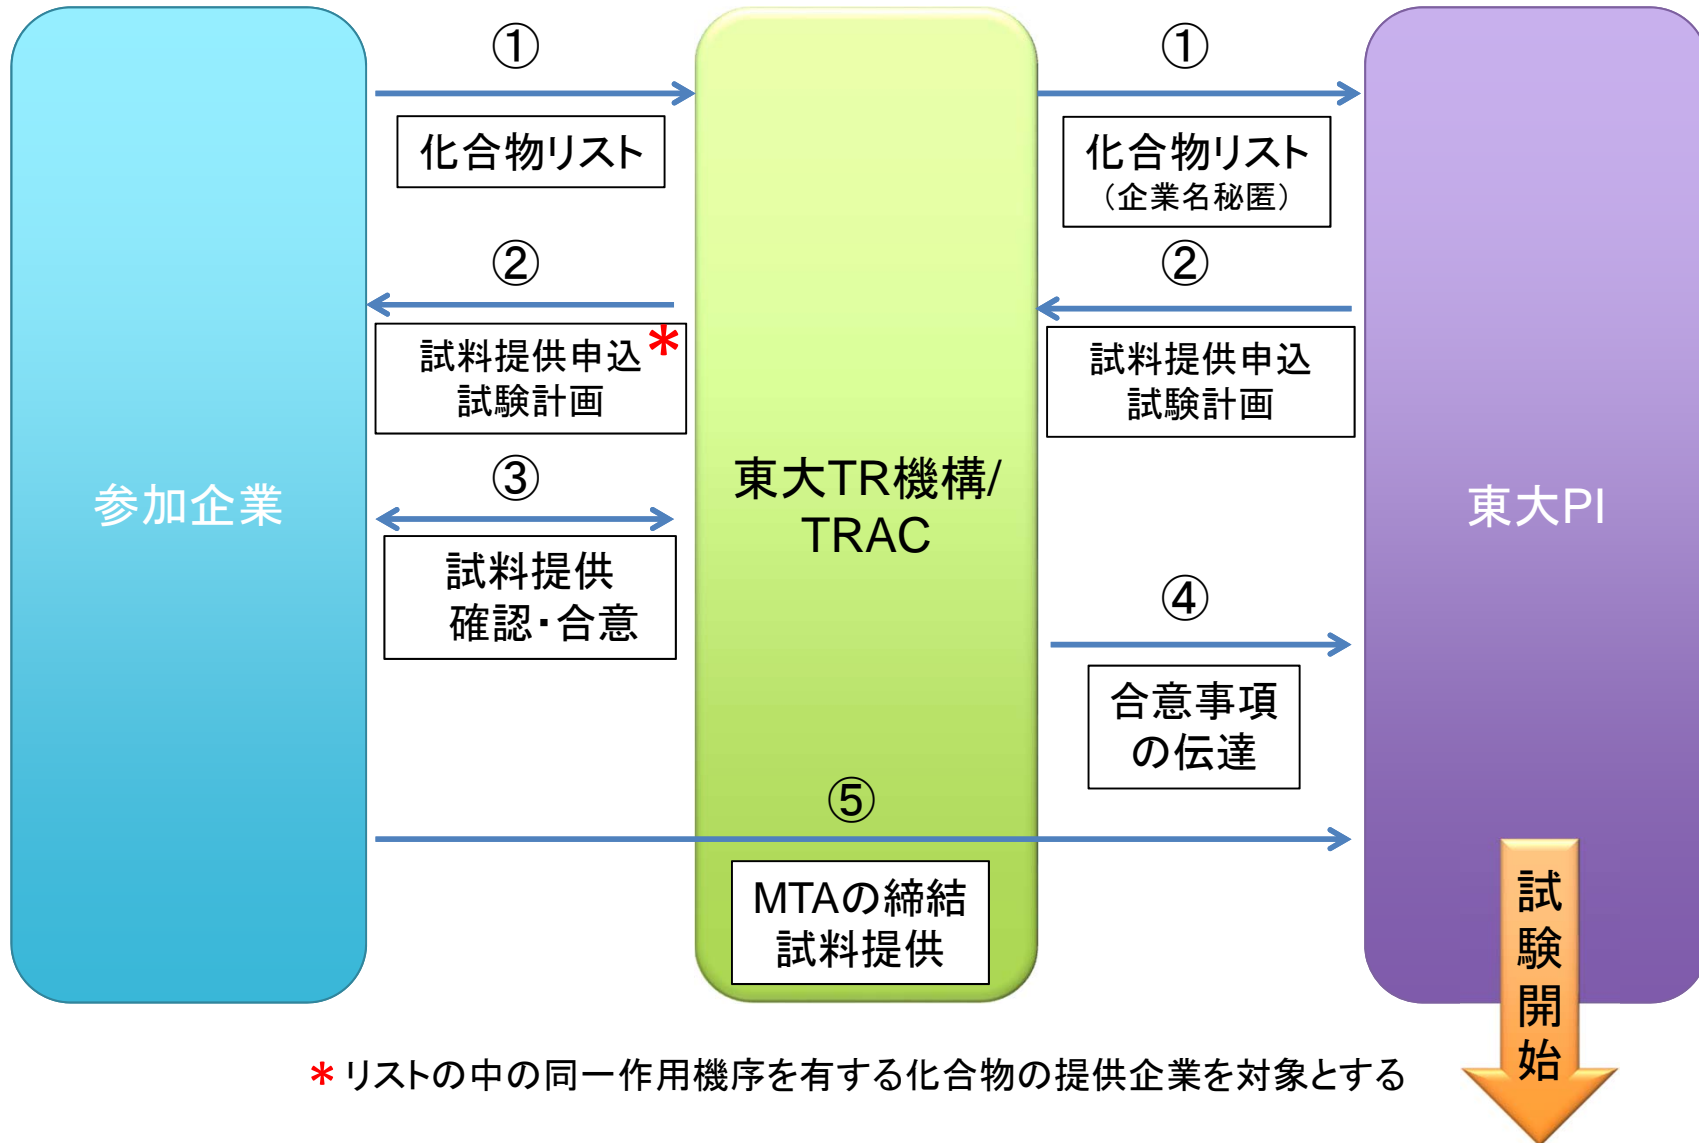 ①
①
化合物リスト
化合物リスト
（企業名秘匿）
②
②
試料提供申込*
試験計画
試料提供申込
試験計画
③
参加企業
東大TR機構/
TRAC
東大PI
試料提供
確認・合意
④
合意事項
の伝達
⑤
MTAの締結
試料提供
試験開始
* リストの中の同一作用機序を有する化合物の提供企業を対象とする